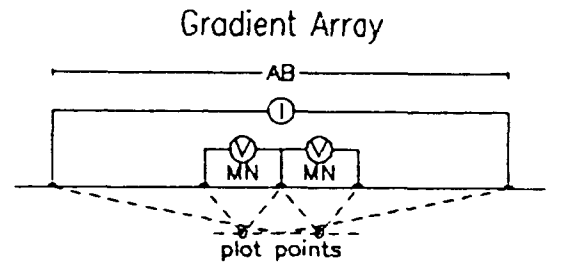 Gradient Array
AB
I
V V
MN MN
plot points